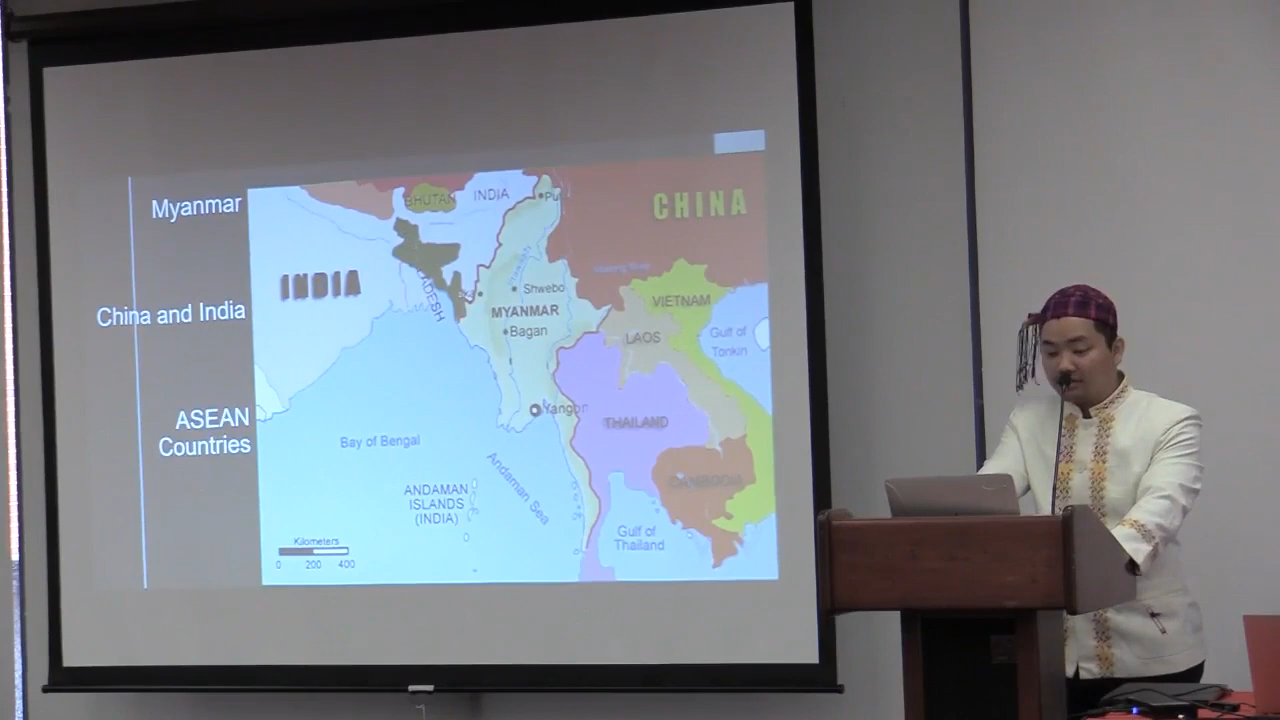 Myanmar
China and India
ASEAN
Countries
BHUTAN
INDIA
CHINA
INDIA
Shwebo
VIETNAM
MYANMAR
Bagan
LAOS
Gulf of
Tonkin
Yangon
THAILAND
Bay of Bengal
CAMBODIA
Andaman Sea
ANDAMAN
ISLANDS
(INDIA)
Gulf of
Thailand
Kilometers
0 200 400